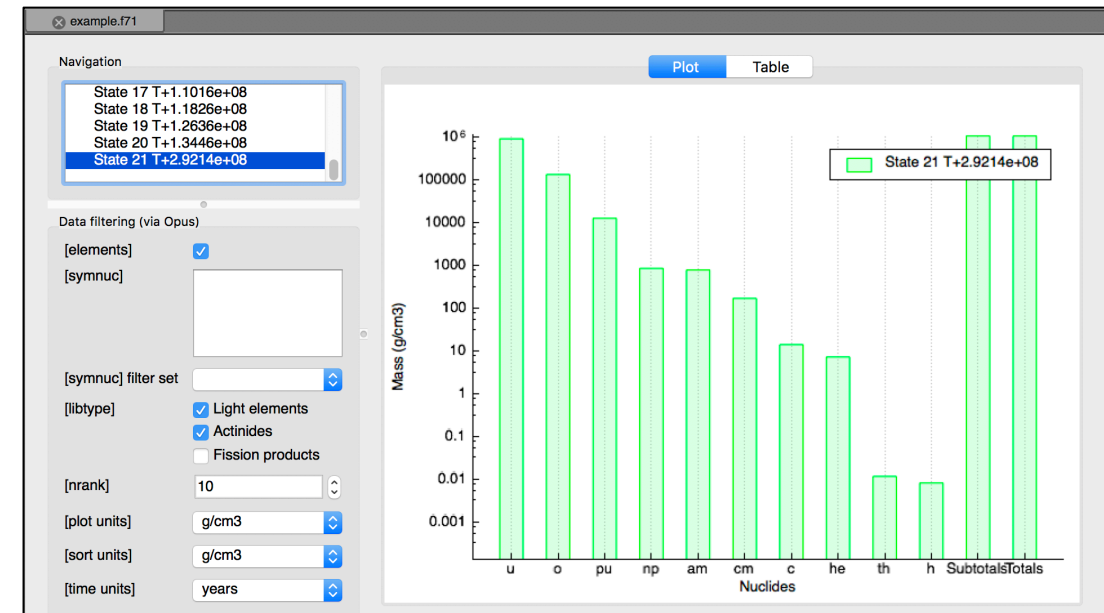 example.f71
Navigation
State 17 T+1.1016e+08
State 18 T+1.1826e+08
State 19 T+1.2636e+08
State 20 T+1.3446e+08
State 21 T+2.9214e+08
Data filtering (via Opus)
[elements]
[symnuc]
[symnuc] filter set
[libtype]
Light elements
Actinides
Fission products
[nrank]
10
[plot units]
g/cm3
[sort units]
g/cm3
[time units]
years
Plot
Table
State 21 T+2.9214e+08
Mass (g/cm3)
10⁶
100000
10000
1000
100
10
1
0.1
0.01
0.001
u o pu np am cm c he th h Subtotals Totals
Nuclides